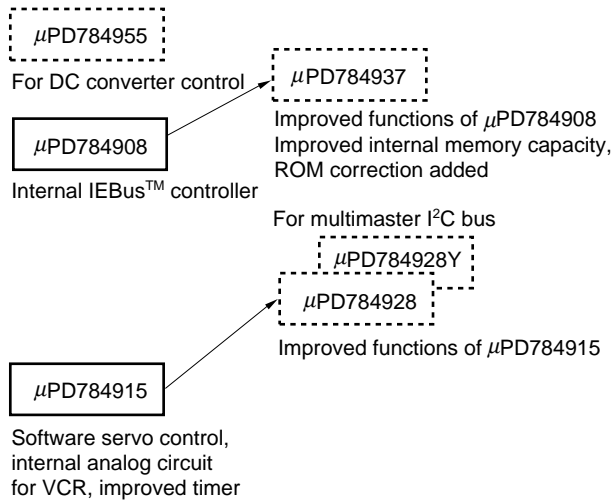 μPD784955
For DC converter control
μPD784937
μPD784908
Improved functions of μPD784908
Improved internal memory capacity,
ROM correction added
Internal IEBus™ controller
For multimaster I²C bus
μPD784928Y
μPD784928
Improved functions of μPD784915
μPD784915
Software servo control,
internal analog circuit
for VCR, improved timer